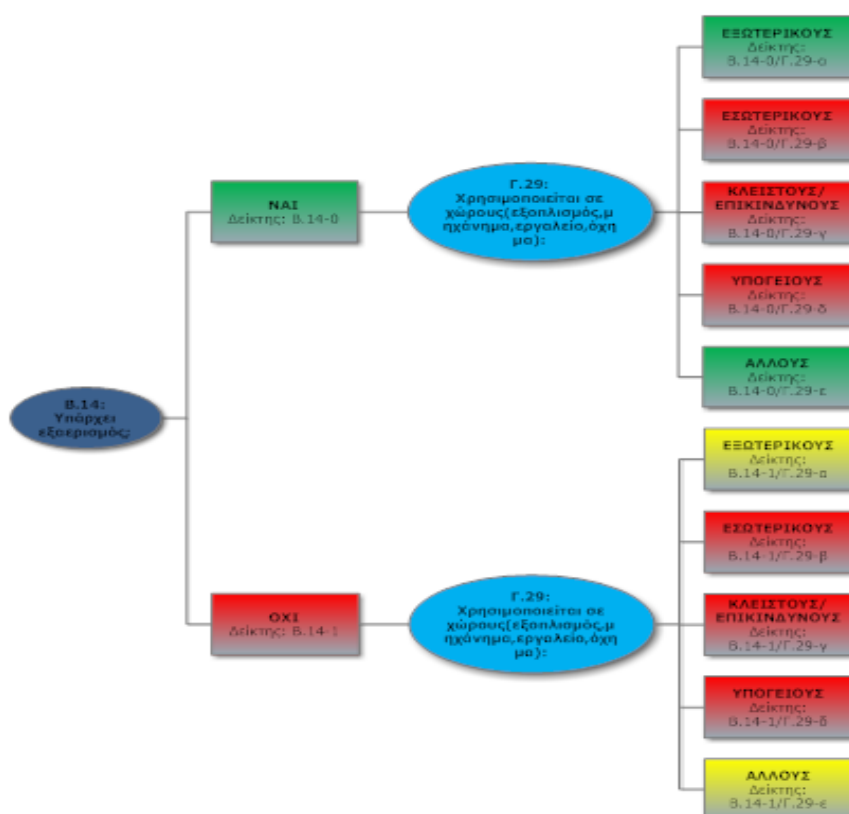 ΕΞΩΤΕΡΙΚΟΥΣ
Δείκτης:
Β.14-0/Γ.29-α
ΕΣΩΤΕΡΙΚΟΥΣ
Δείκτης:
Β.14-0/Γ.29-β
ΝΑΙ
Δείκτης: Β.14-0
Γ.29:
Χρησιμοποιείται σε
χώρους(εξοπλισμός,μ
ηχάνημα,εργαλείο,όχη
μα):
ΚΛΕΙΣΤΟΥΣ/
ΕΠΙΚΙΝΔΥΝΟΥΣ
Δείκτης:
Β.14-0/Γ.29-γ
ΥΠΟΓΕΙΟΥΣ
Δείκτης:
Β.14-0/Γ.29-δ
ΑΛΛΟΥΣ
Δείκτης:
Β.14-0/Γ.29-ε
Β.14:
Υπάρχει
εξαερισμός;
ΕΞΩΤΕΡΙΚΟΥΣ
Δείκτης:
Β.14-1/Γ.29-α
ΕΣΩΤΕΡΙΚΟΥΣ
Δείκτης:
Β.14-1/Γ.29-β
ΟΧΙ
Δείκτης: Β.14-1
Γ.29:
Χρησιμοποιείται σε
χώρους(εξοπλισμός,μ
ηχάνημα,εργαλείο,όχη
μα):
ΚΛΕΙΣΤΟΥΣ/
ΕΠΙΚΙΝΔΥΝΟΥΣ
Δείκτης:
Β.14-1/Γ.29-γ
ΥΠΟΓΕΙΟΥΣ
Δείκτης:
Β.14-1/Γ.29-δ
ΑΛΛΟΥΣ
Δείκτης:
Β.14-1/Γ.29-ε